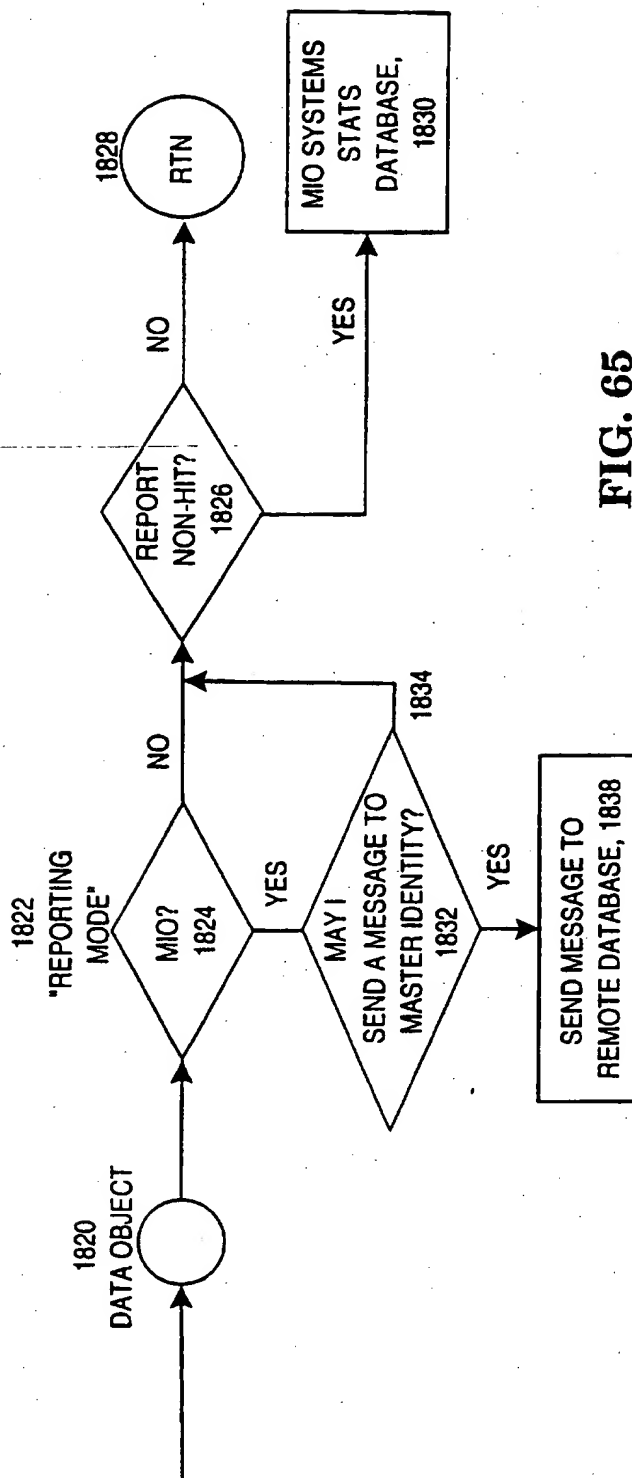 1820
DATA OBJECT
1822
"REPORTING
MODE"
MIO?
1824
NO
YES
MAY I
SEND A MESSAGE TO
MASTER IDENTITY?
1832
1834
YES
SEND MESSAGE TO
REMOTE DATABASE, 1838
REPORT
NON-HIT?
1826
NO
1828
RTN
YES
MIO SYSTEMS
STATS
DATABASE,
1830
FIG. 65